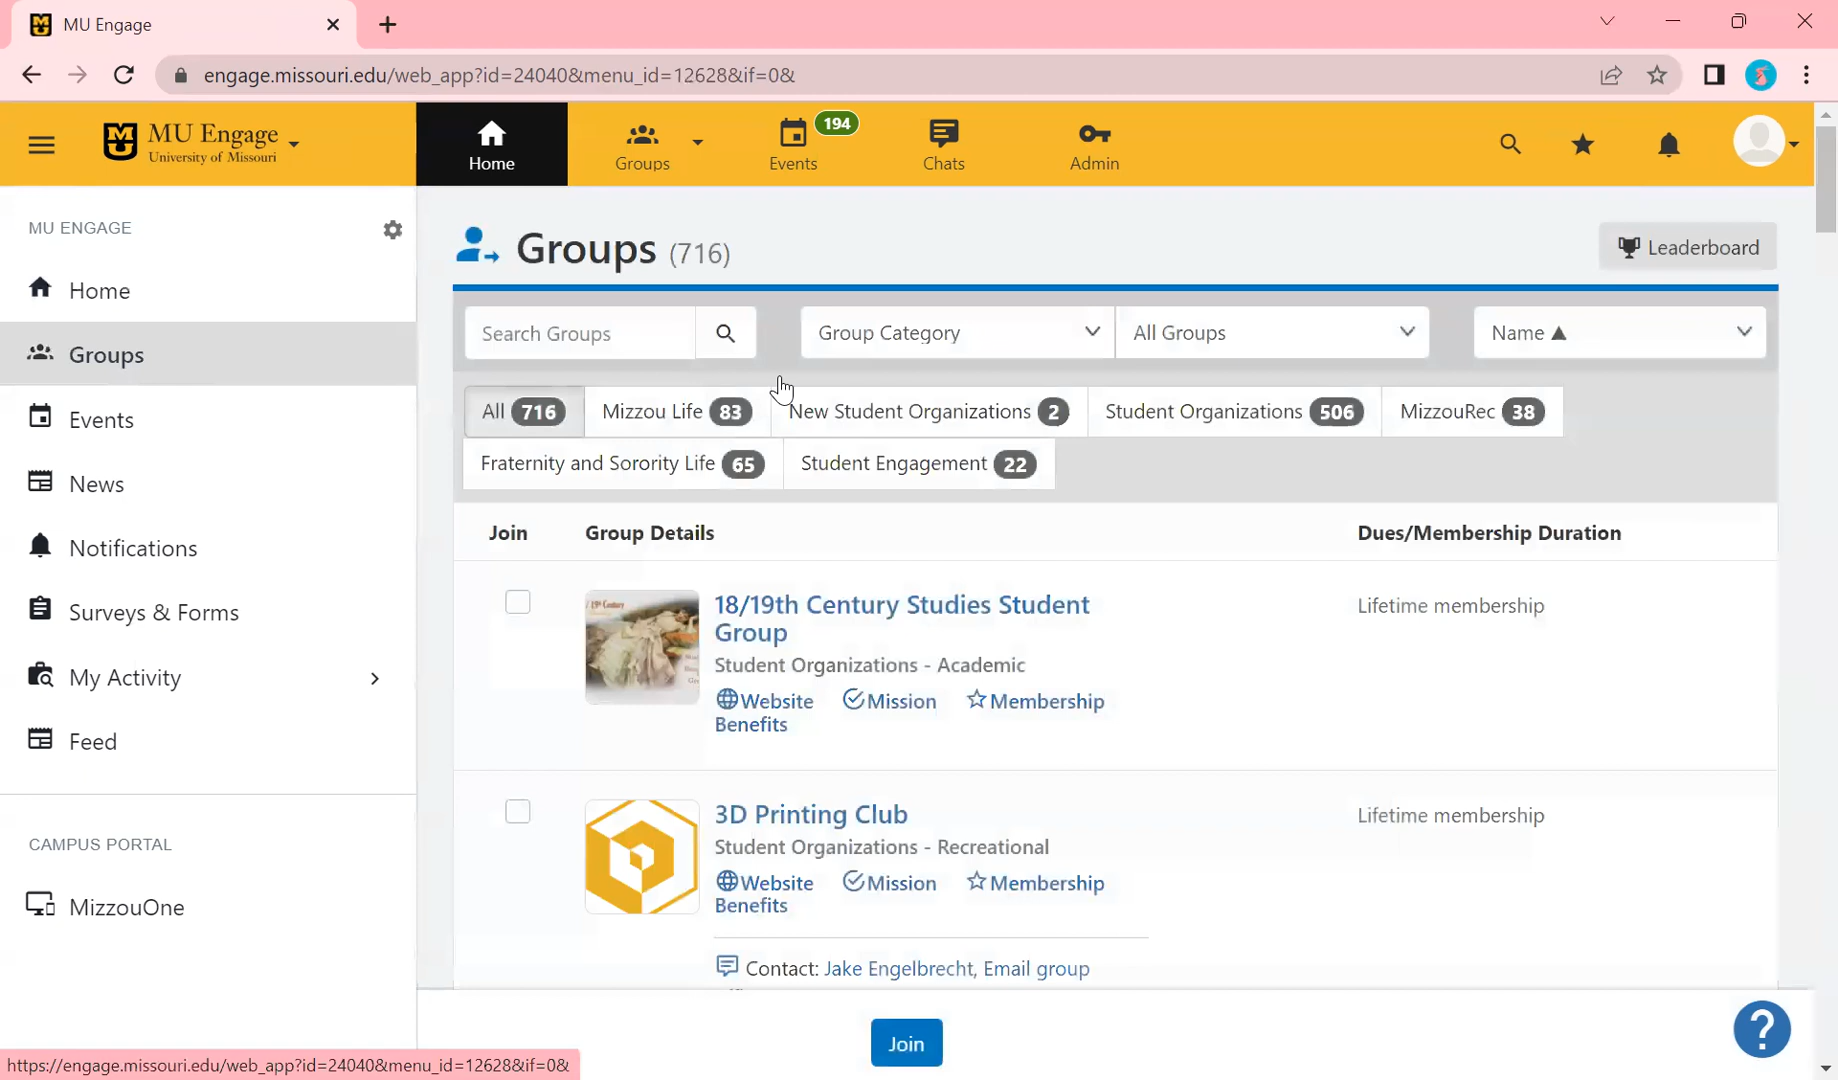 MU Engage
engage.missouri.edu/web_app?id=24040&menu_id=12628&if=0&
MU Engage
University of Missouri
Home
Groups
Events
194
Chats
Admin
MU ENGAGE
Home
Groups
Events
News
Notifications
Surveys & Forms
My Activity
Feed
CAMPUS PORTAL
MizzouOne
Groups (716)
Leaderboard
Search Groups
Group Category
All Groups
Name ▲
All 716
Mizzou Life 83
New Student Organizations 2
Student Organizations 506
MizzouRec 38
Fraternity and Sorority Life 65
Student Engagement 22
Join
Group Details
Dues/Membership Duration
18/19th Century Studies Student
Group
Student Organizations - Academic
Website Mission Membership
Benefits
Lifetime membership
3D Printing Club
Student Organizations - Recreational
Website Mission Membership
Benefits
Lifetime membership
Contact: Jake Engelbrecht, Email group
Join
?
https://engage.missouri.edu/web_app?id=24040&menu_id=12628&if=0&